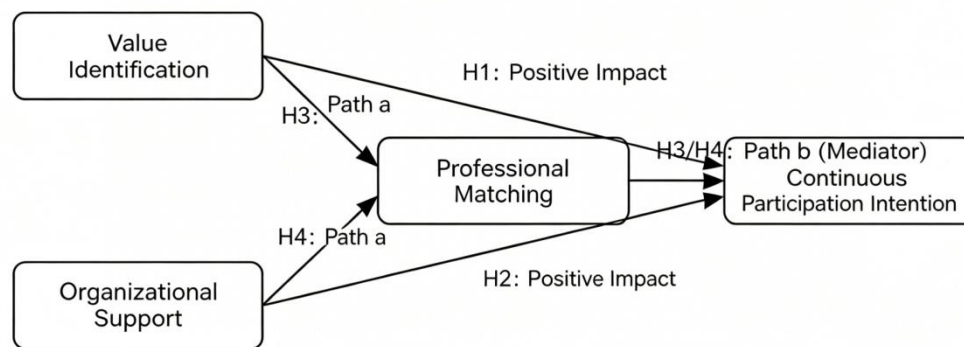 Value
Identification
H1: Positive Impact
H3: Path a
Professional
Matching
H3/H4: Path b (Mediator)
Continuous
Participation Intention
H4: Path a
H2: Positive Impact
Organizational
Support